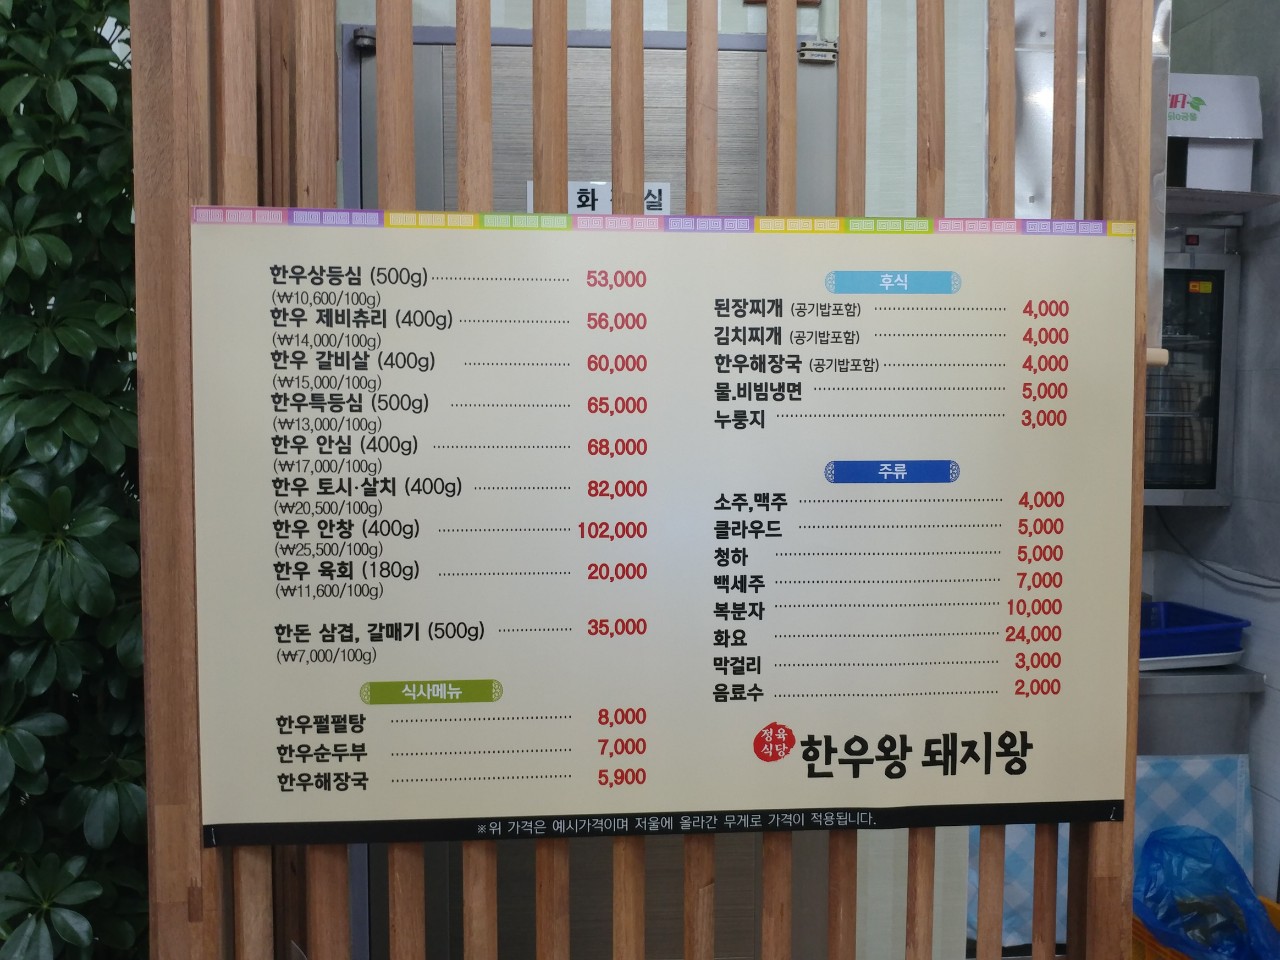 화 실
한우상등심 (500g) 53,000
(₩10,600/100g)
한우 제비츄리 (400g) 56,000
(₩14,000/100g)
한우 갈비살 (400g) 60,000
(₩15,000/100g)
한우특등심 (500g) 65,000
(₩13,000/100g)
한우 안심 (400g) 68,000
(₩17,000/100g)
한우 토시·살치 (400g) 82,000
(₩20,500/100g)
한우 안창 (400g) 102,000
(₩25,500/100g)
한우 육회 (180g) 20,000
(₩11,600/100g)
한돈 삼겹, 갈매기 (500g) 35,000
(₩7,000/100g)
식사메뉴
한우펄펄탕 8,000
한우순두부 7,000
한우해장국 5,900
후식
된장찌개 (공기밥포함) 4,000
김치찌개 (공기밥포함) 4,000
한우해장국 (공기밥포함) 4,000
물.비빔냉면 5,000
누룽지 3,000
주류
소주,맥주 4,000
클라우드 5,000
청하 5,000
백세주 7,000
복분자 10,000
화요 24,000
막걸리 3,000
음료수 2,000
정육
식당
한우왕 돼지왕
※위 가격은 예시가격이며 저울에 올라간 무게로 가격이 적용됩니다.